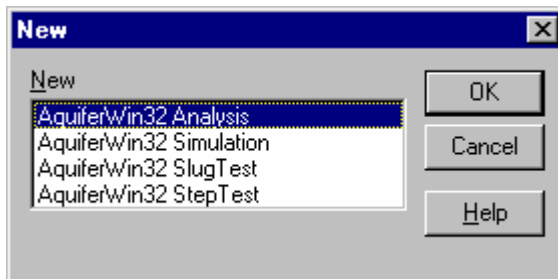 New
New
AquiferWin32 Analysis
AquiferWin32 Simulation
AquiferWin32 SlugTest
AquiferWin32 StepTest
OK
Cancel
Help